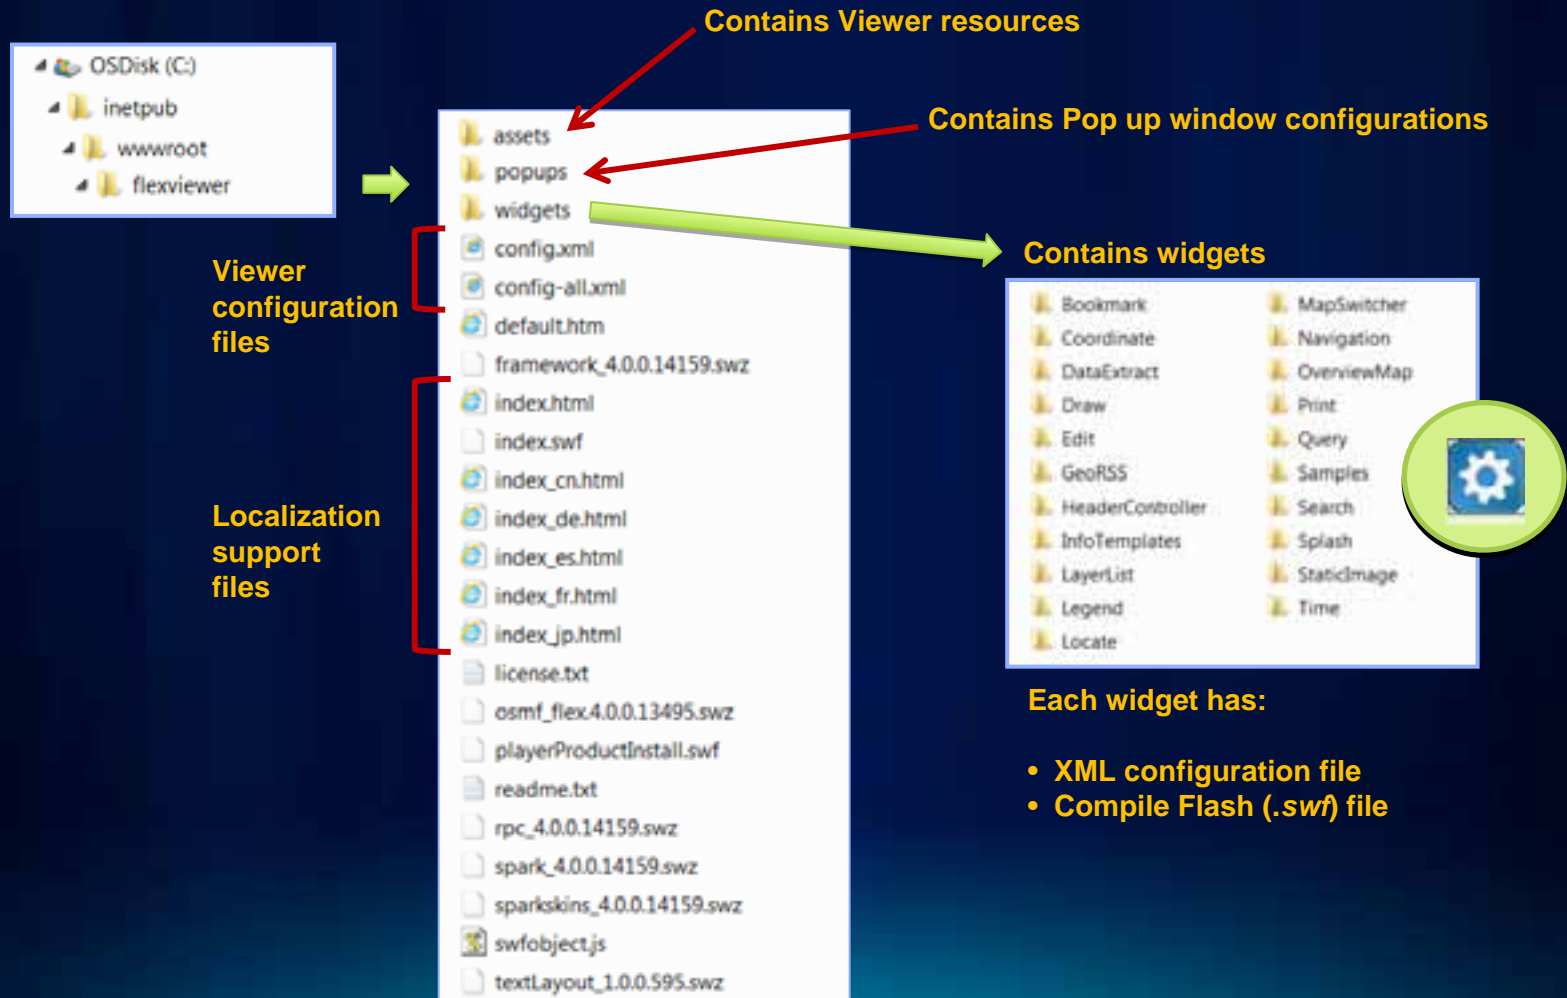 Contains Viewer resources
OSDisk (C:)
inetpub
wwwroot
flexviewer
Contains Pop up window configurations
assets
popups
widgets
config.xml
config-all.xml
default.htm
framework_4.0.0.14159.swz
index.html
index.swf
index_cn.html
index_de.html
index_es.html
index_fr.html
index_jp.html
license.txt
osmf_flex.4.0.0.13495.swz
playerProductInstall.swf
readme.txt
rpc_4.0.0.14159.swz
spark_4.0.0.14159.swz
sparkskins_4.0.0.14159.swz
swfobject.js
textLayout_1.0.0.595.swz
Viewer
configuration
files
Localization
support
files
Contains widgets
Bookmark
Coordinate
DataExtract
Draw
Edit
GeoRSS
HeaderController
InfoTemplates
LayerList
Legend
Locate
MapSwitcher
Navigation
OverviewMap
Print
Query
Samples
Search
Splash
StaticImage
Time
Each widget has:
• XML configuration file
• Compile Flash (.swf) file